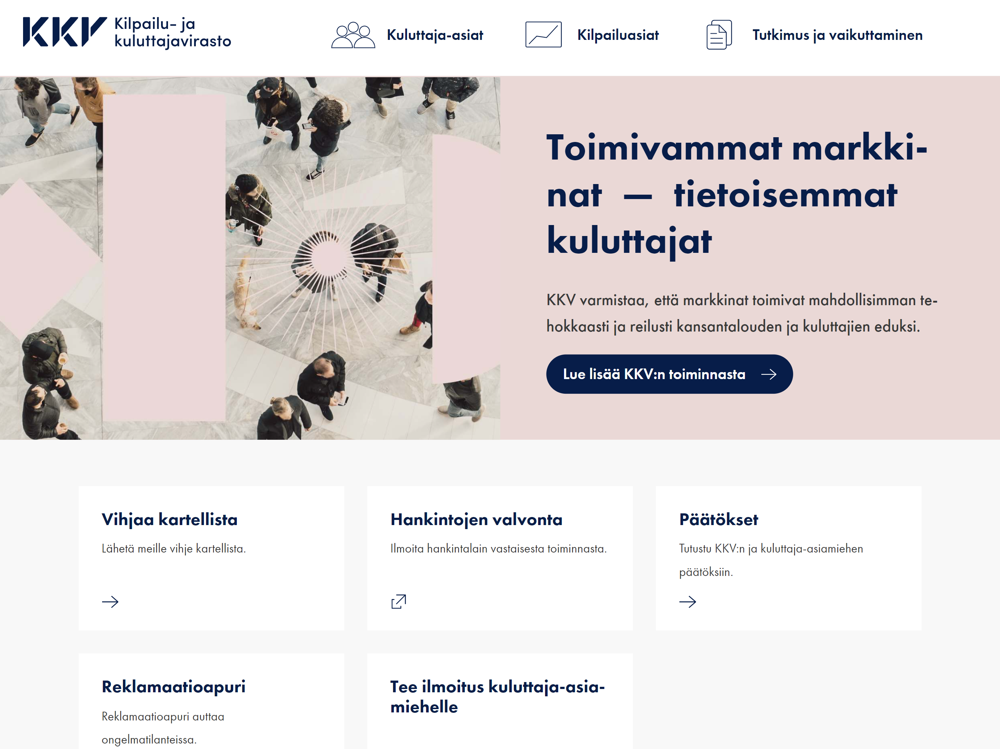 KKV Kilpailu- ja
kuluttajavirasto
Kuluttaja-asiat
Kilpailuasiat
Tutkimus ja vaikuttaminen
Toimivammat markki-
nat — tietoisemmat
kuluttajat
KKV varmistaa, että markkinat toimivat mahdollisimman te-
hokkaasti ja reilusti kansantalouden ja kuluttajien eduksi.
Lue lisää KKV:n toiminnasta
Vihjaa kartellista
Lähetä meille vihje kartellista.
Hankintojen valvonta
Ilmoita hankintalain vastaisesta toiminnasta.
Päätökset
Tutustu KKV:n ja kuluttaja-asiamiehen
päätöksiin.
Reklamaatioapuri
Reklamaatioapuri auttaa
ongelmatilanteissa.
Tee ilmoitus kuluttaja-asia-
miehelle